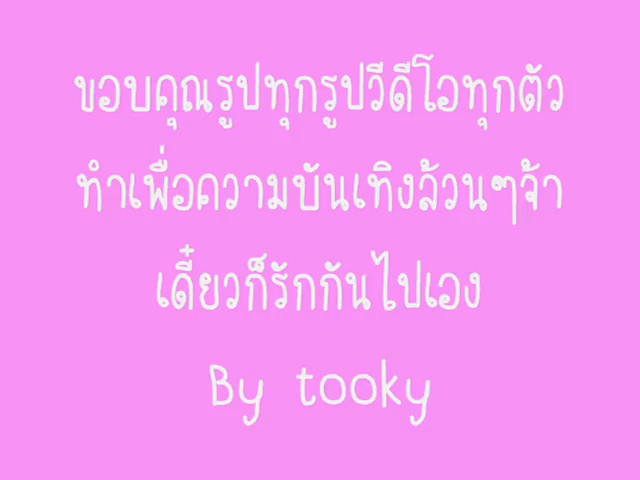 ขอบคุณรูปทุกรูปวีดีโอทุกตัว
ทำเพื่อความบันเทิงล้วนๆจ้า
เดี๋ยวก็รักกันไปเอง
By tooky